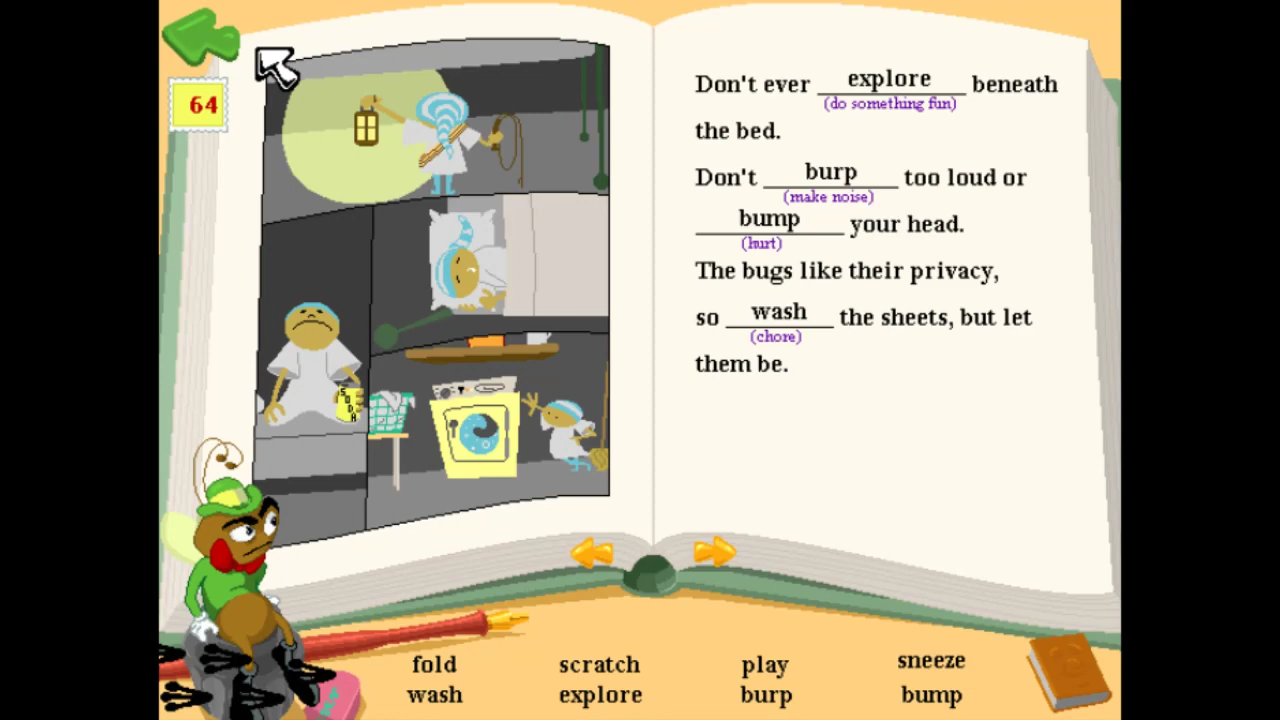 64
Don't ever explore beneath
(do something fun)
the bed.
Don't burp too loud or
(make noise)
bump your head.
(hurt)
The bugs like their privacy,
so wash the sheets, but let
(chore)
them be.
SODA
fold scratch play sneeze
wash explore burp bump